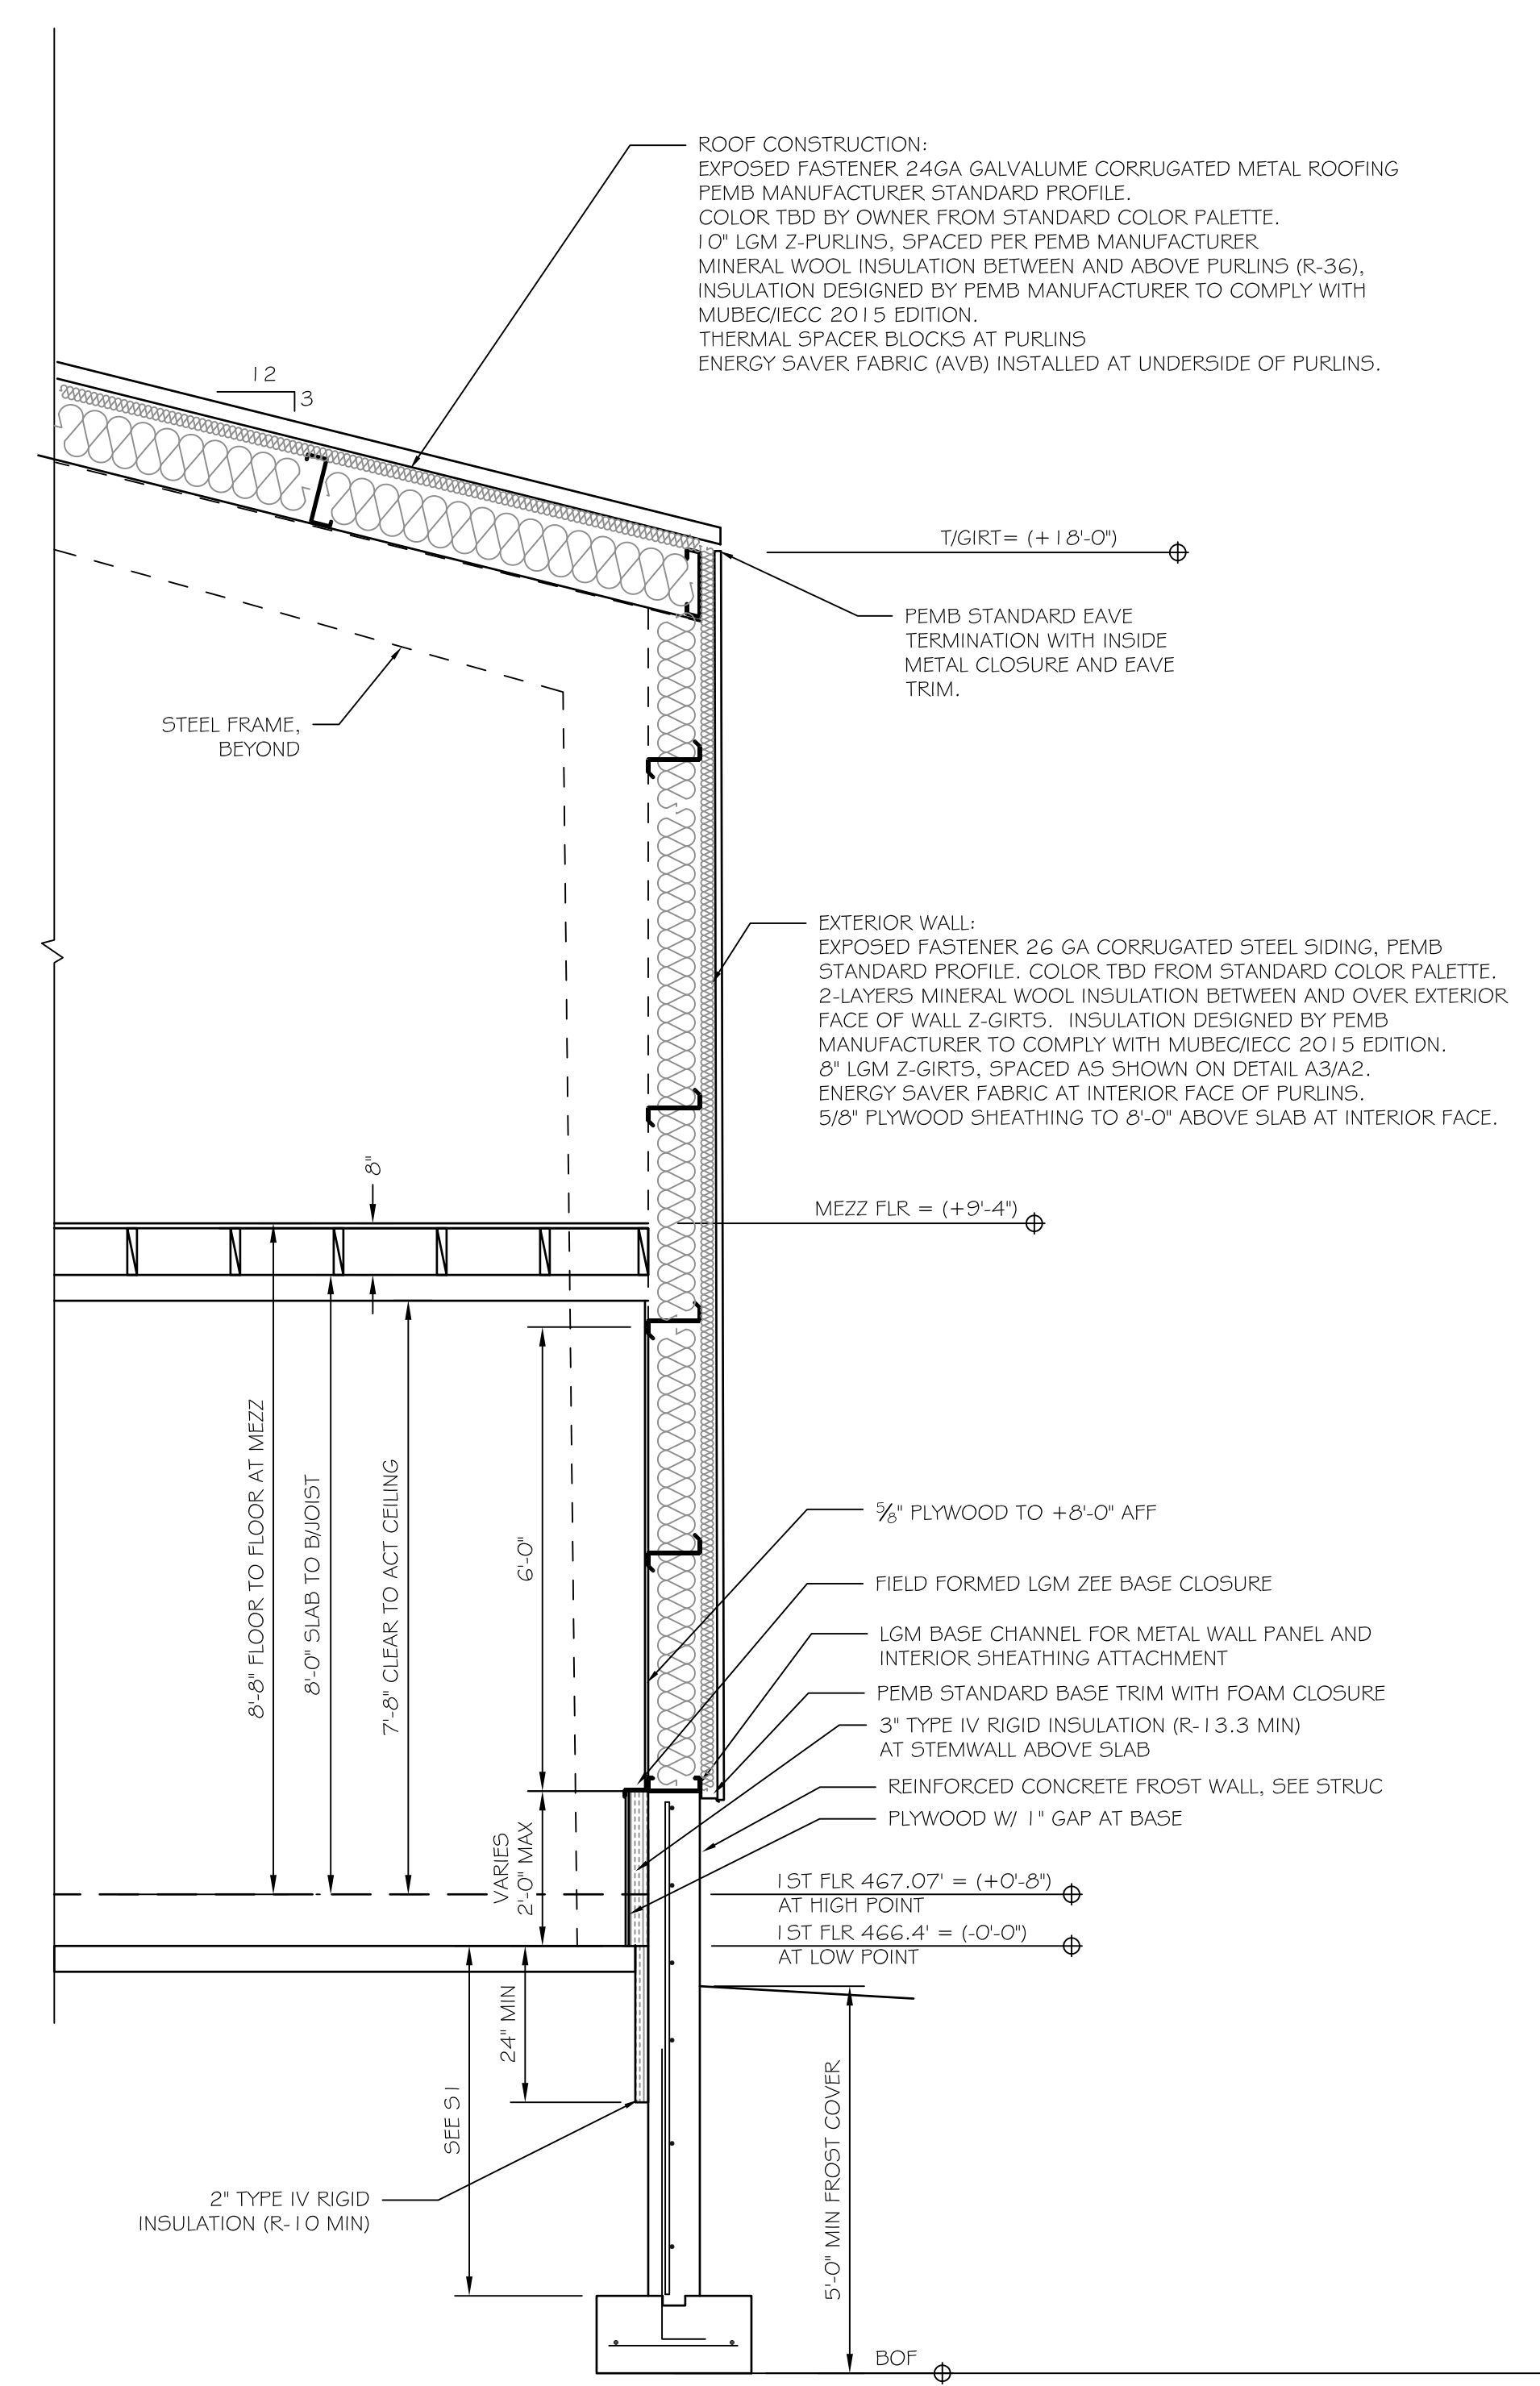 ROOF CONSTRUCTION:
EXPOSED FASTENER 24GA GALVALUME CORRUGATED METAL ROOFING
PEMB MANUFACTURER STANDARD PROFILE.
COLOR TBD BY OWNER FROM STANDARD COLOR PALETTE.
10" LGM Z-PURLINS, SPACED PER PEMB MANUFACTURER
MINERAL WOOL INSULATION BETWEEN AND ABOVE PURLINS (R-36),
INSULATION DESIGNED BY PEMB MANUFACTURER TO COMPLY WITH
MUBEC/IECC 2015 EDITION.
THERMAL SPACER BLOCKS AT PURLINS
ENERGY SAVER FABRIC (AVB) INSTALLED AT UNDERSIDE OF PURLINS.
12
3
T/GIRT= (+18'-0")
PEMB STANDARD EAVE
TERMINATION WITH INSIDE
METAL CLOSURE AND EAVE
TRIM.
STEEL FRAME,
BEYOND
EXTERIOR WALL:
EXPOSED FASTENER 26 GA CORRUGATED STEEL SIDING, PEMB
STANDARD PROFILE. COLOR TBD FROM STANDARD COLOR PALETTE.
2-LAYERS MINERAL WOOL INSULATION BETWEEN AND OVER EXTERIOR
FACE OF WALL Z-GIRTS.  INSULATION DESIGNED BY PEMB
MANUFACTURER TO COMPLY WITH MUBEC/IECC 2015 EDITION.
8" LGM Z-GIRTS, SPACED AS SHOWN ON DETAIL A3/A2.
ENERGY SAVER FABRIC AT INTERIOR FACE OF PURLINS.
5/8" PLYWOOD SHEATHING TO 8'-0" ABOVE SLAB AT INTERIOR FACE.
8"
MEZZ FLR = (+9'-4")
8'-8" FLOOR TO FLOOR AT MEZZ
8'-0" SLAB TO B/JOIST
7'-8" CLEAR TO ACT CEILING
6'-0"
5/8" PLYWOOD TO +8'-0" AFF
FIELD FORMED LGM ZEE BASE CLOSURE
LGM BASE CHANNEL FOR METAL WALL PANEL AND
INTERIOR SHEATHING ATTACHMENT
PEMB STANDARD BASE TRIM WITH FOAM CLOSURE
3" TYPE IV RIGID INSULATION (R-13.3 MIN)
AT STEMWALL ABOVE SLAB
REINFORCED CONCRETE FROST WALL, SEE STRUC
PLYWOOD W/ 1" GAP AT BASE
VARIES
2'-0" MAX
1ST FLR 467.07' = (+0'-8")
AT HIGH POINT
1ST FLR 466.4' = (-0'-0")
AT LOW POINT
24" MIN
SEE S1
5'-0" MIN FROST COVER
2" TYPE IV RIGID
INSULATION (R-10 MIN)
BOF